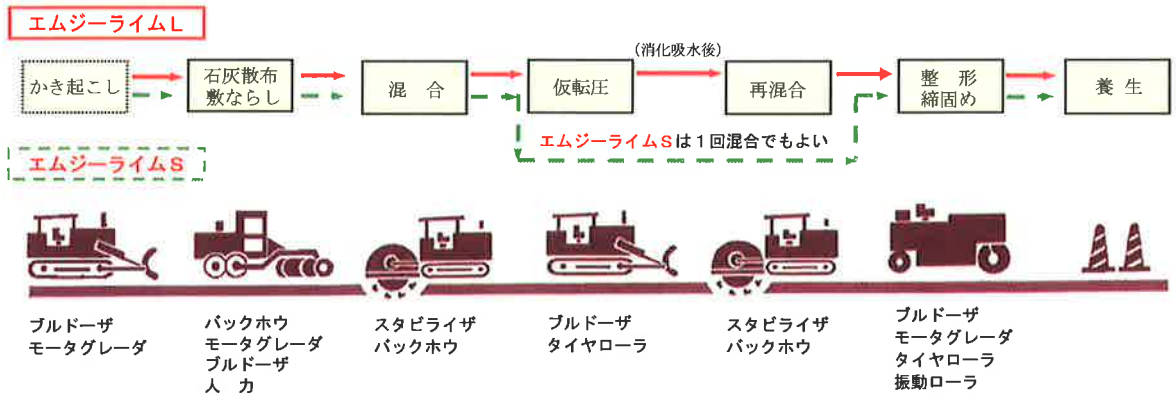 エムジーライムL
(消化吸水後)
かき起こし
石灰散布
敷ならし
混 合
仮転圧
再混合
整 形
締固め
養 生
エムジーライムSは1回混合でもよい
エムジーライムS
ブルドーザ
モータグレーダ
バックホウ
モータグレーダ
ブルドーザ
人 力
スタビライザ
バックホウ
ブルドーザ
タイヤローラ
スタビライザ
バックホウ
ブルドーザ
モータグレーダ
タイヤローラ
振動ローラ